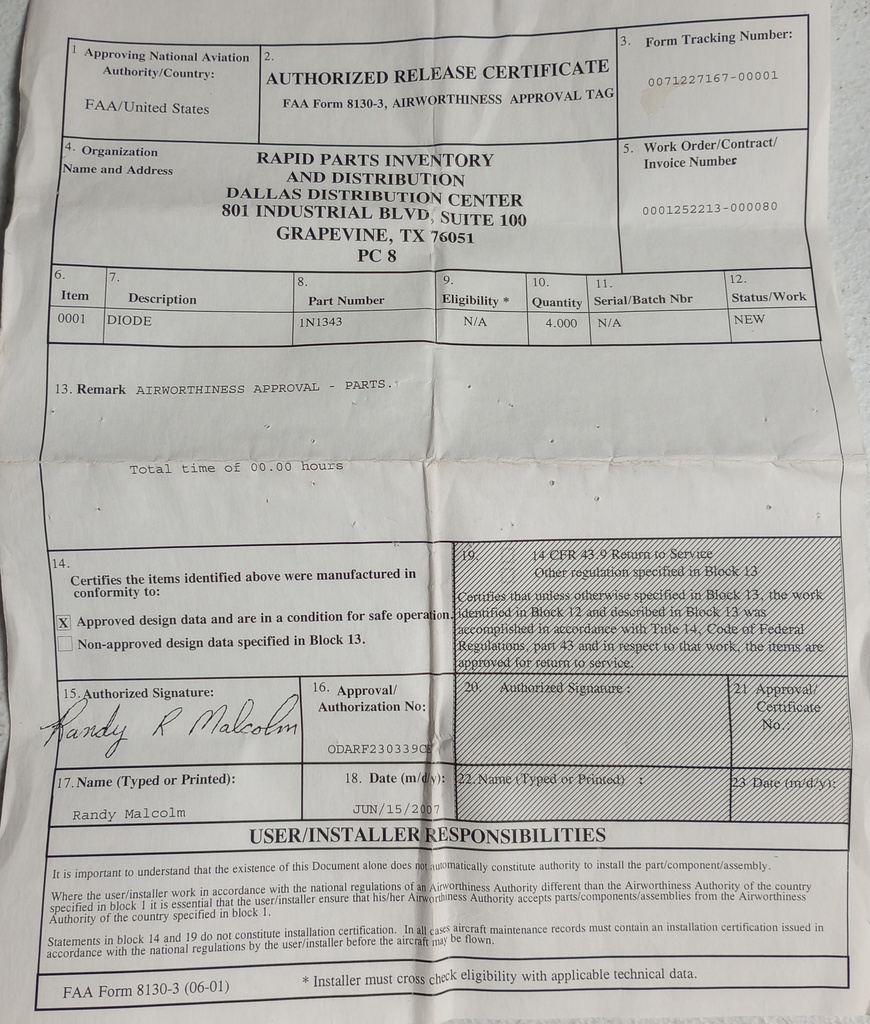 1 Approving National Aviation
Authority/Country:
FAA/United States
2.
AUTHORIZED RELEASE CERTIFICATE
FAA Form 8130-3, AIRWORTHINESS APPROVAL TAG
3. Form Tracking Number:
0071227167-00001
4. Organization
Name and Address
RAPID PARTS INVENTORY
AND DISTRIBUTION
DALLAS DISTRIBUTION CENTER
801 INDUSTRIAL BLVD, SUITE 100
GRAPEVINE, TX 76051
PC 8
5. Work Order/Contract/
Invoice Number
0001252213-000080
6. 7. 8. 9. 10. 11. 12.
Item Description Part Number Eligibility * Quantity Serial/Batch Nbr Status/Work
0001 DIODE 1N1343 N/A 4.000 N/A NEW
13. Remark AIRWORTHINESS APPROVAL - PARTS.
Total time of 00.00 hours
14.
Certifies the items identified above were manufactured in
conformity to:
X Approved design data and are in a condition for safe operation.
Non-approved design data specified in Block 13.
19. 14 CFR 43.9 Return to Service
Other regulation specified in Block 13
Certifies that unless otherwise specified in Block 13, the work
identified in Block 12 and described in Block 13 was
accomplished in accordance with Title 14, Code of Federal
Regulations, part 43 and in respect to that work, the items are
approved for return to service.
15. Authorized Signature:
Randy R Malcolm
16. Approval/
Authorization No:
ODARF230339CE
20. Authorized Signature :
21 Approval/
Certificate
No.:
17. Name (Typed or Printed):
Randy Malcolm
18. Date (m/d/y):
JUN/15/2007
22. Name (Typed or Printed) :
23 Date (m/d/y):
USER/INSTALLER RESPONSIBILITIES
It is important to understand that the existence of this Document alone does not automatically constitute authority to install the part/component/assembly.
Where the user/installer work in accordance with the national regulations of an Airworthiness Authority different than the Airworthiness Authority of the country
specified in block 1 it is essential that the user/installer ensure that his/her Airworthiness Authority accepts parts/components/assemblies from the Airworthiness
Authority of the country specified in block 1.
Statements in block 14 and 19 do not constitute installation certification. In all cases aircraft maintenance records must contain an installation certification issued in
accordance with the national regulations by the user/installer before the aircraft may be flown.
FAA Form 8130-3 (06-01)
* Installer must cross check eligibility with applicable technical data.